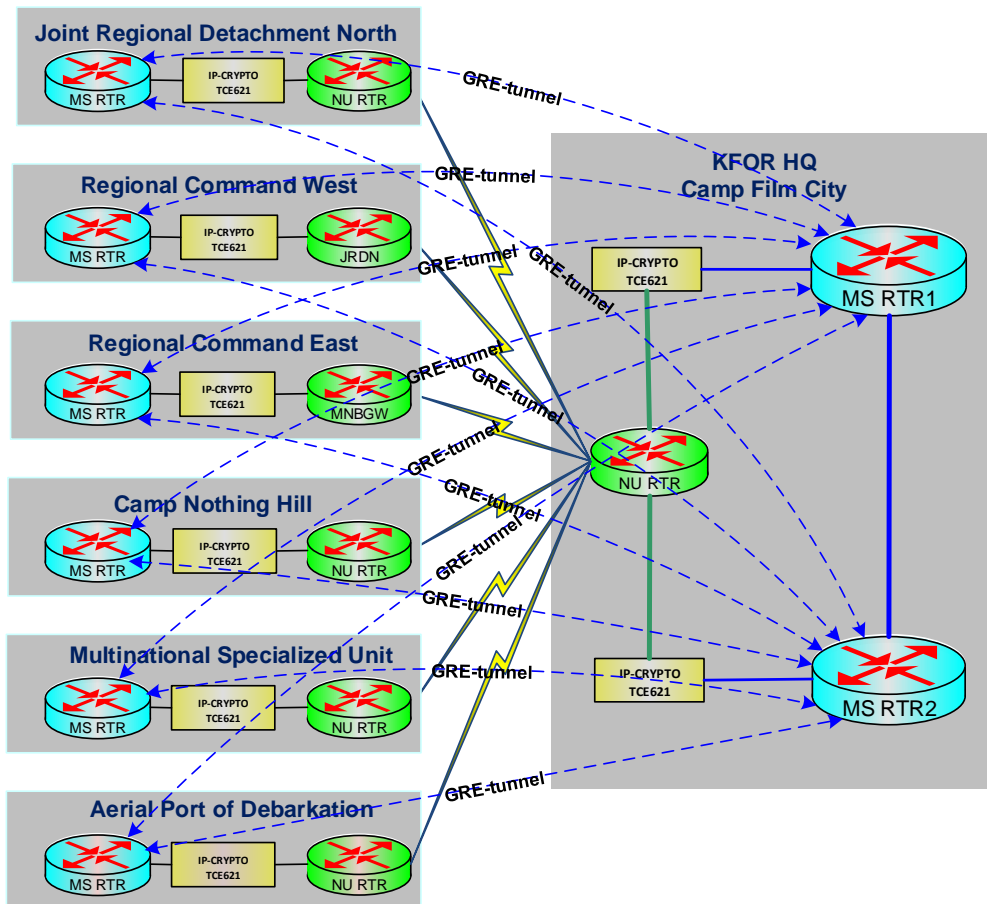 Joint Regional Detachment North
IP-CRYPTO
TCE621
MS RTR
NU RTR
GRE-tunnel
Regional Command West
IP-CRYPTO
TCE621
MS RTR
JRDN
GRE-tunnel
Regional Command East
IP-CRYPTO
TCE621
MS RTR
MNBGW
GRE-tunnel
Camp Nothing Hill
IP-CRYPTO
TCE621
MS RTR
NU RTR
GRE-tunnel
Multinational Specialized Unit
IP-CRYPTO
TCE621
MS RTR
NU RTR
GRE-tunnel
Aerial Port of Debarkation
IP-CRYPTO
TCE621
MS RTR
NU RTR
GRE-tunnel
GRE-tunnel
GRE-tunnel
GRE-tunnel
GRE-tunnel
GRE-tunnel
GRE-tunnel
KFOR HQ
Camp Film City
IP-CRYPTO
TCE621
MS RTR1
NU RTR
IP-CRYPTO
TCE621
MS RTR2